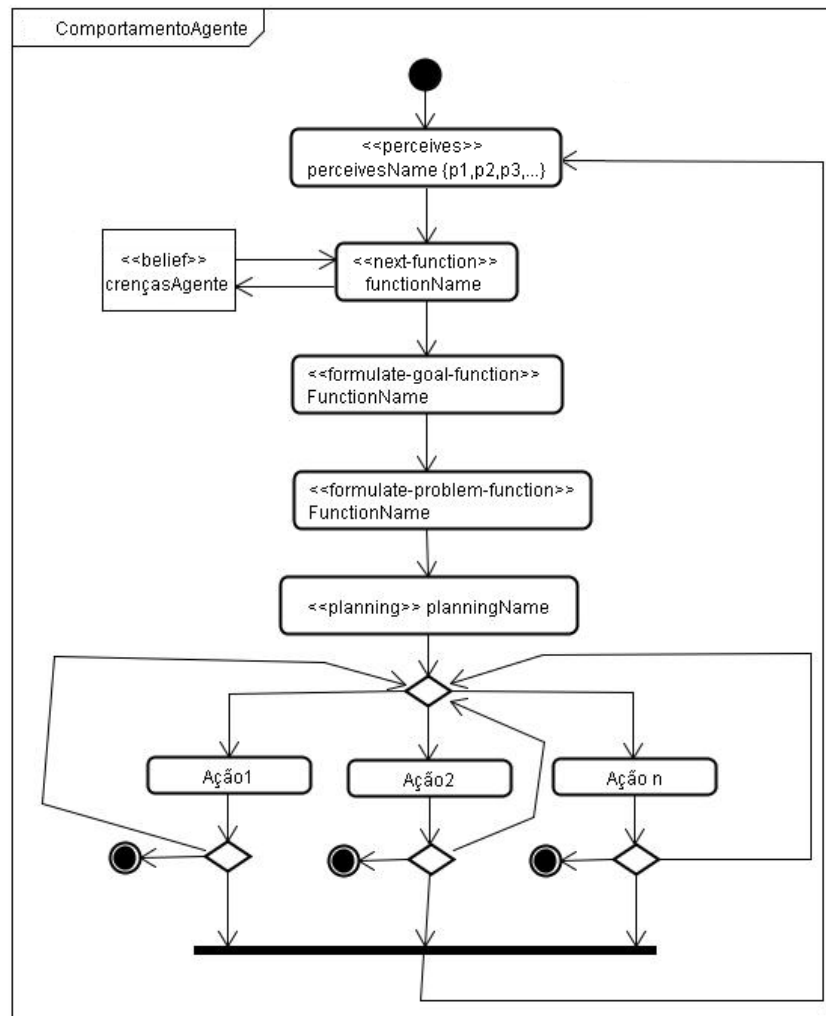 ComportamentoAgente
<<perceives>>
perceivesName {p1,p2,p3,...}
<<belief>>
crençasAgente
<<next-function>>
functionName
<<formulate-goal-function>>
FunctionName
<<formulate-problem-function>>
FunctionName
<<planning>> planningName
Ação1
Ação2
Ação n